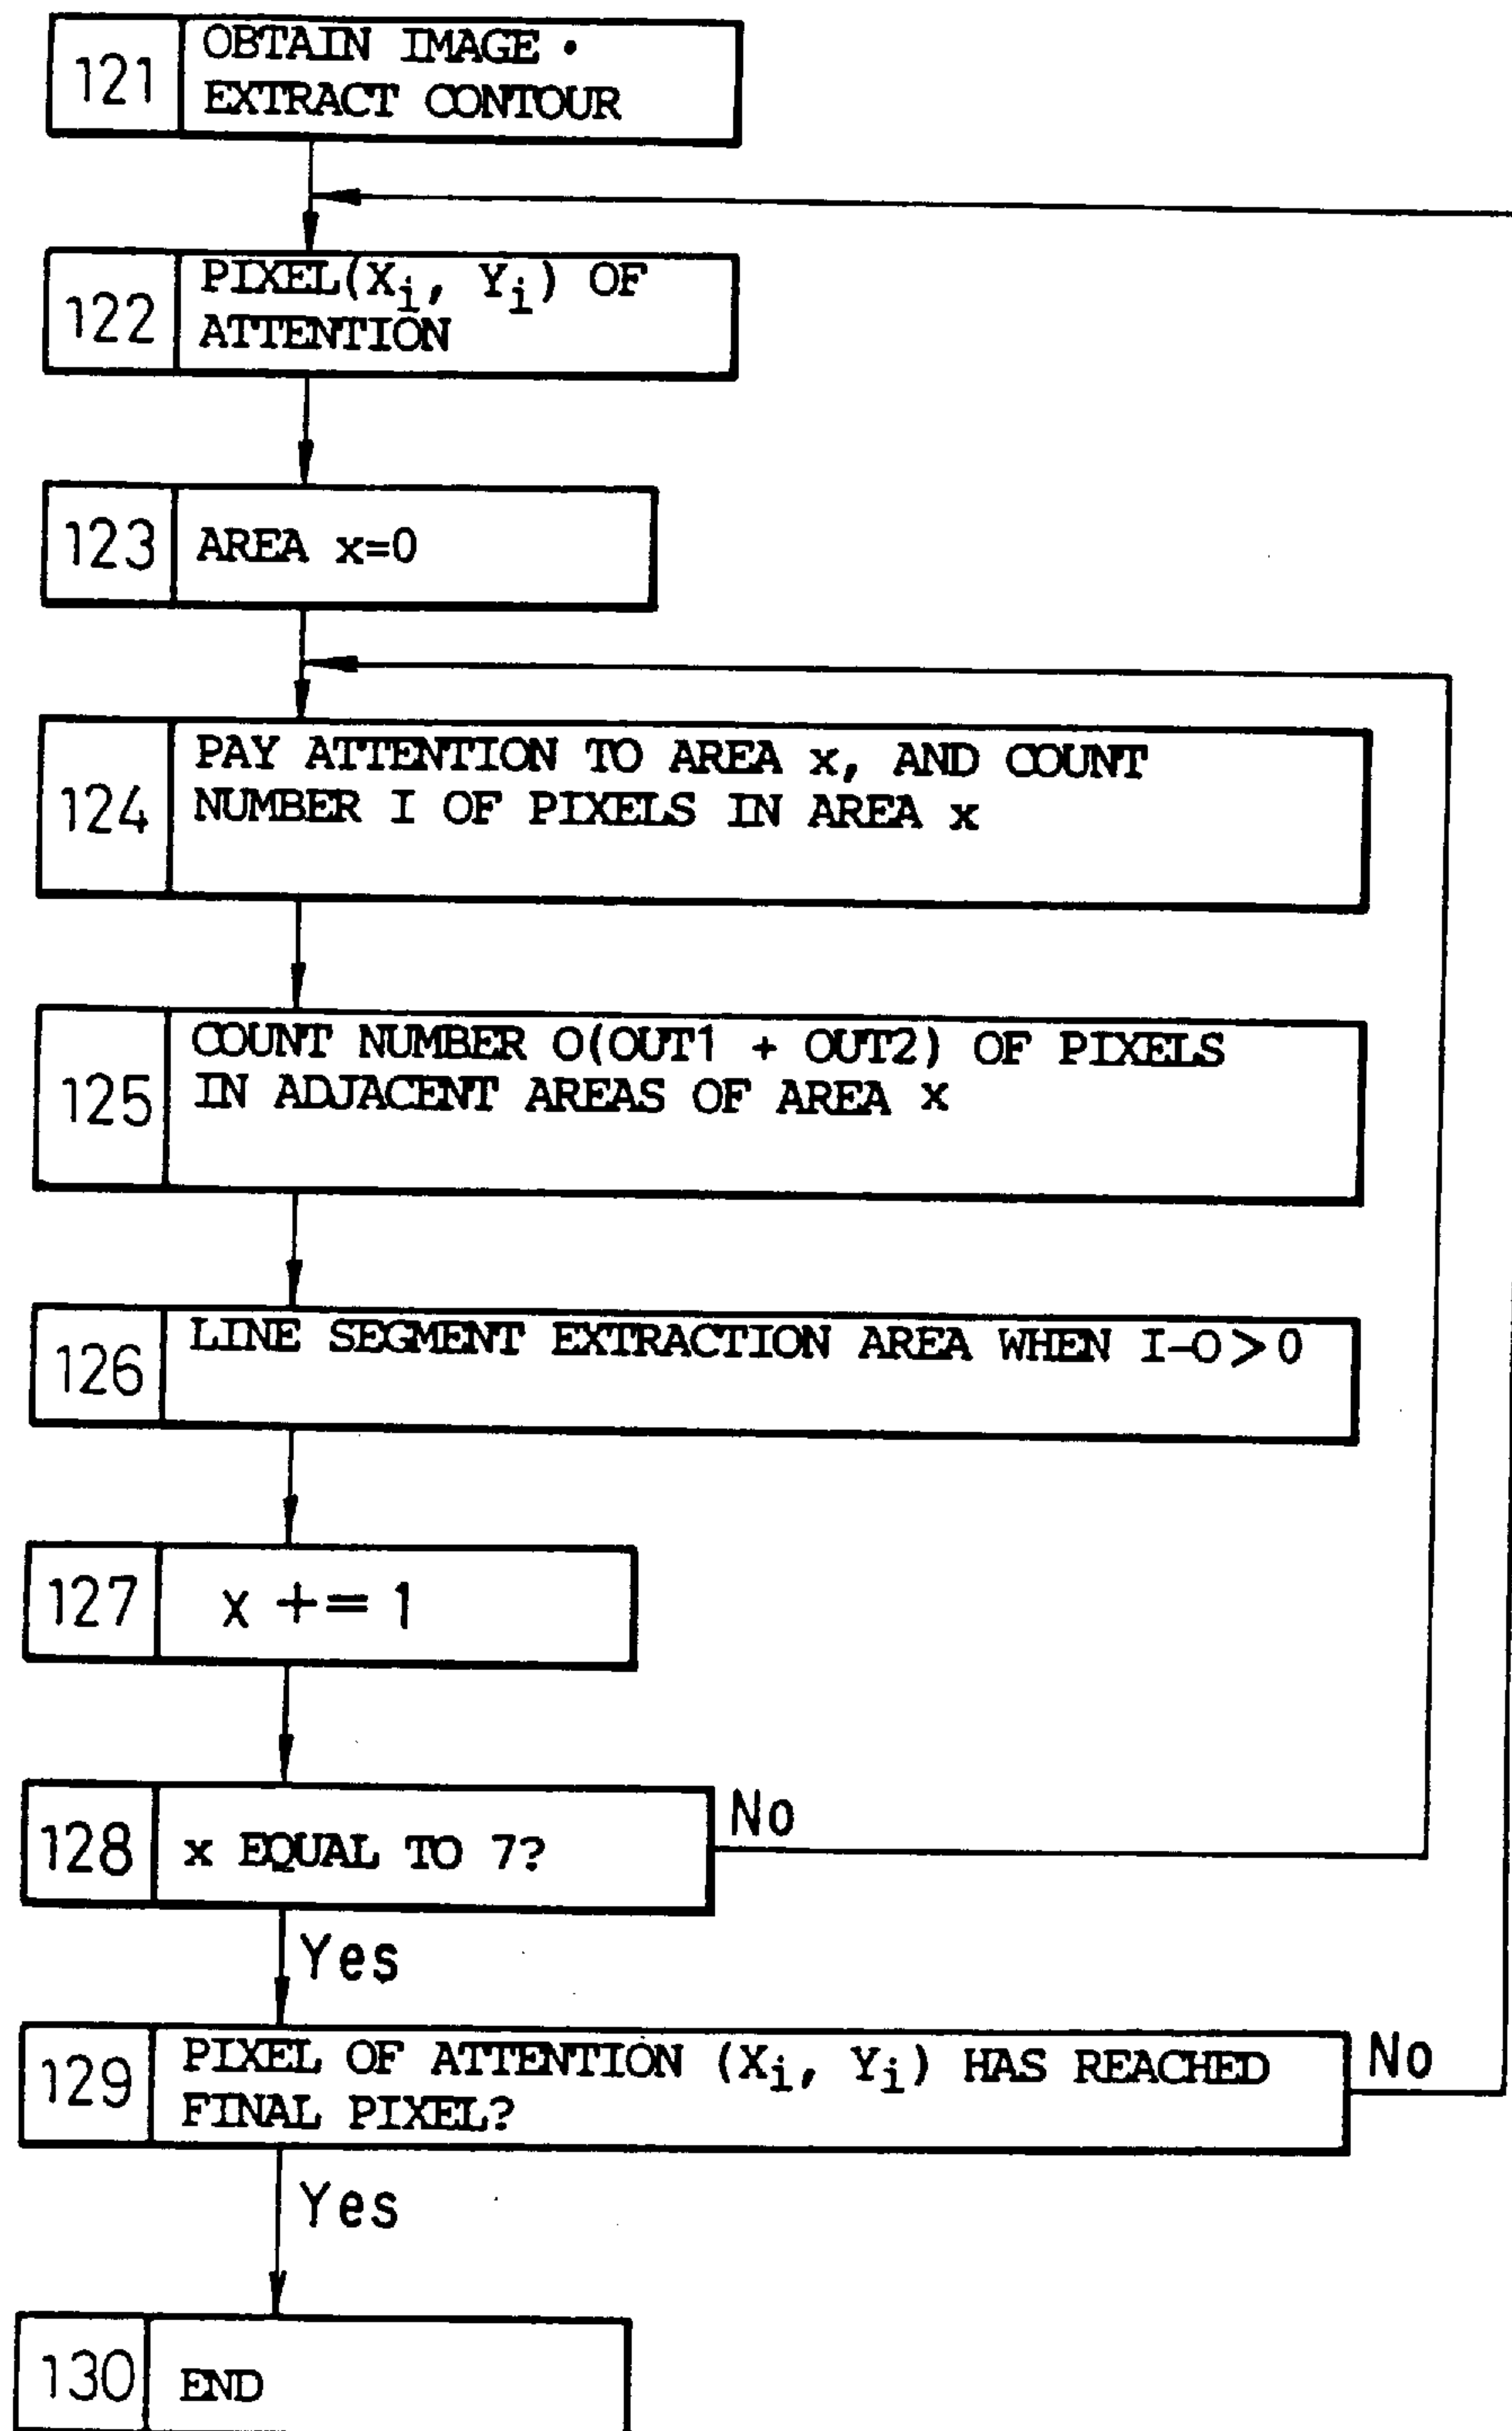 121 OBTAIN IMAGE •
EXTRACT CONTOUR
122 PIXEL(Xi, Yi) OF
ATTENTION
123 AREA x=0
124 PAY ATTENTION TO AREA x, AND COUNT
NUMBER I OF PIXELS IN AREA x
125 COUNT NUMBER O(OUT1 + OUT2) OF PIXELS
IN ADJACENT AREAS OF AREA x
126 LINE SEGMENT EXTRACTION AREA WHEN I-O>0
127 x += 1
128 x EQUAL TO 7?
No
Yes
129 PIXEL OF ATTENTION (Xi, Yi) HAS REACHED
FINAL PIXEL?
No
Yes
130 END